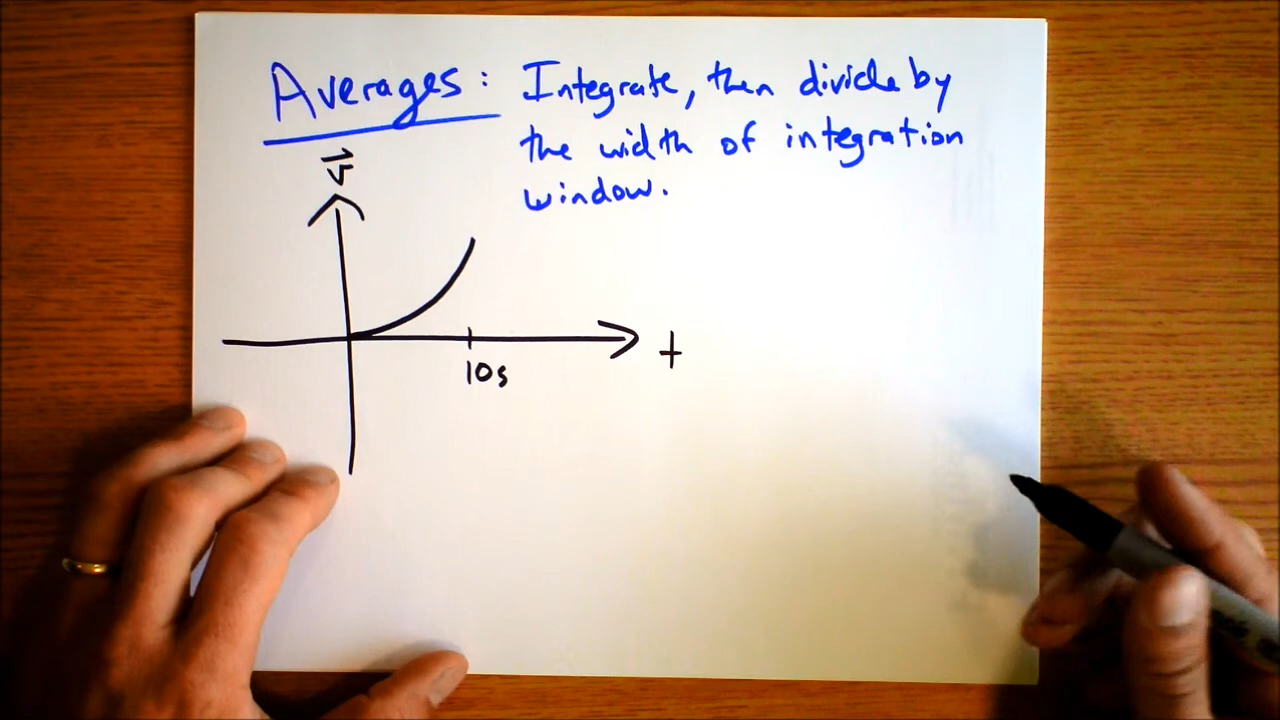 Averages: Integrate, then divide by
the width of integration
window.
v⃗
10s
t